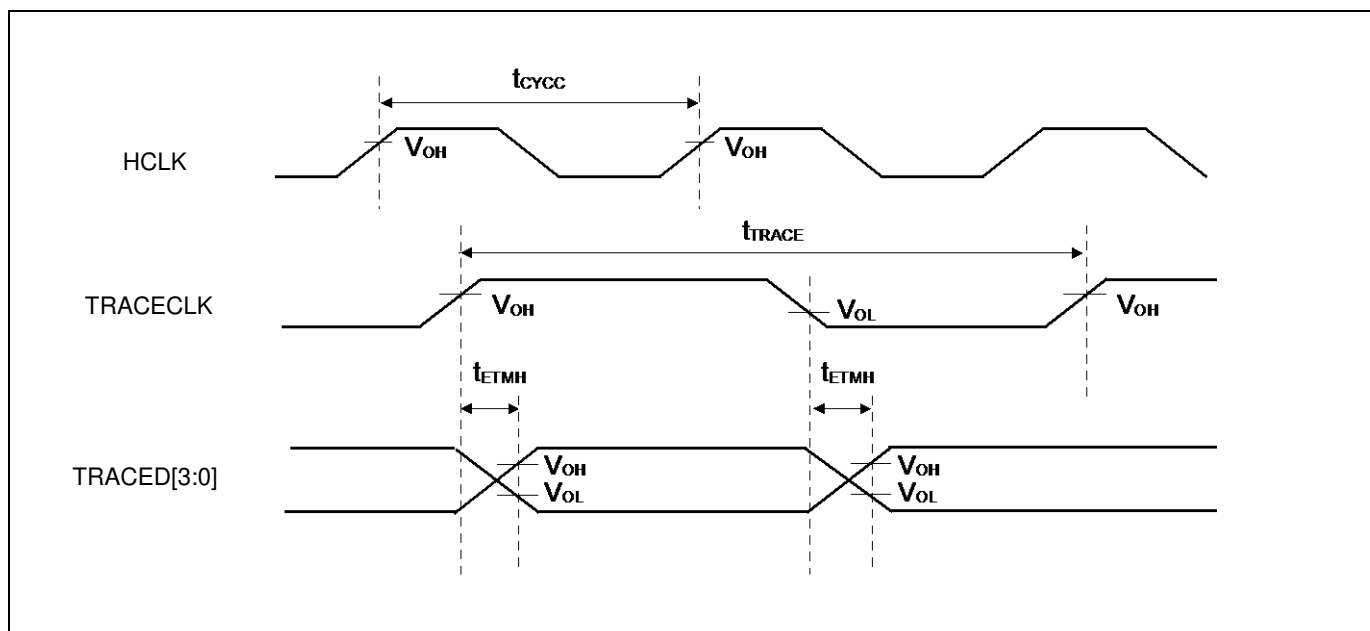 tCYCC
HCLK
VOH VOH
tTRACE
TRACECLK
VOH VOL VOH
tETMH tETMH
TRACED[3:0]
VOH VOH
VOL VOL